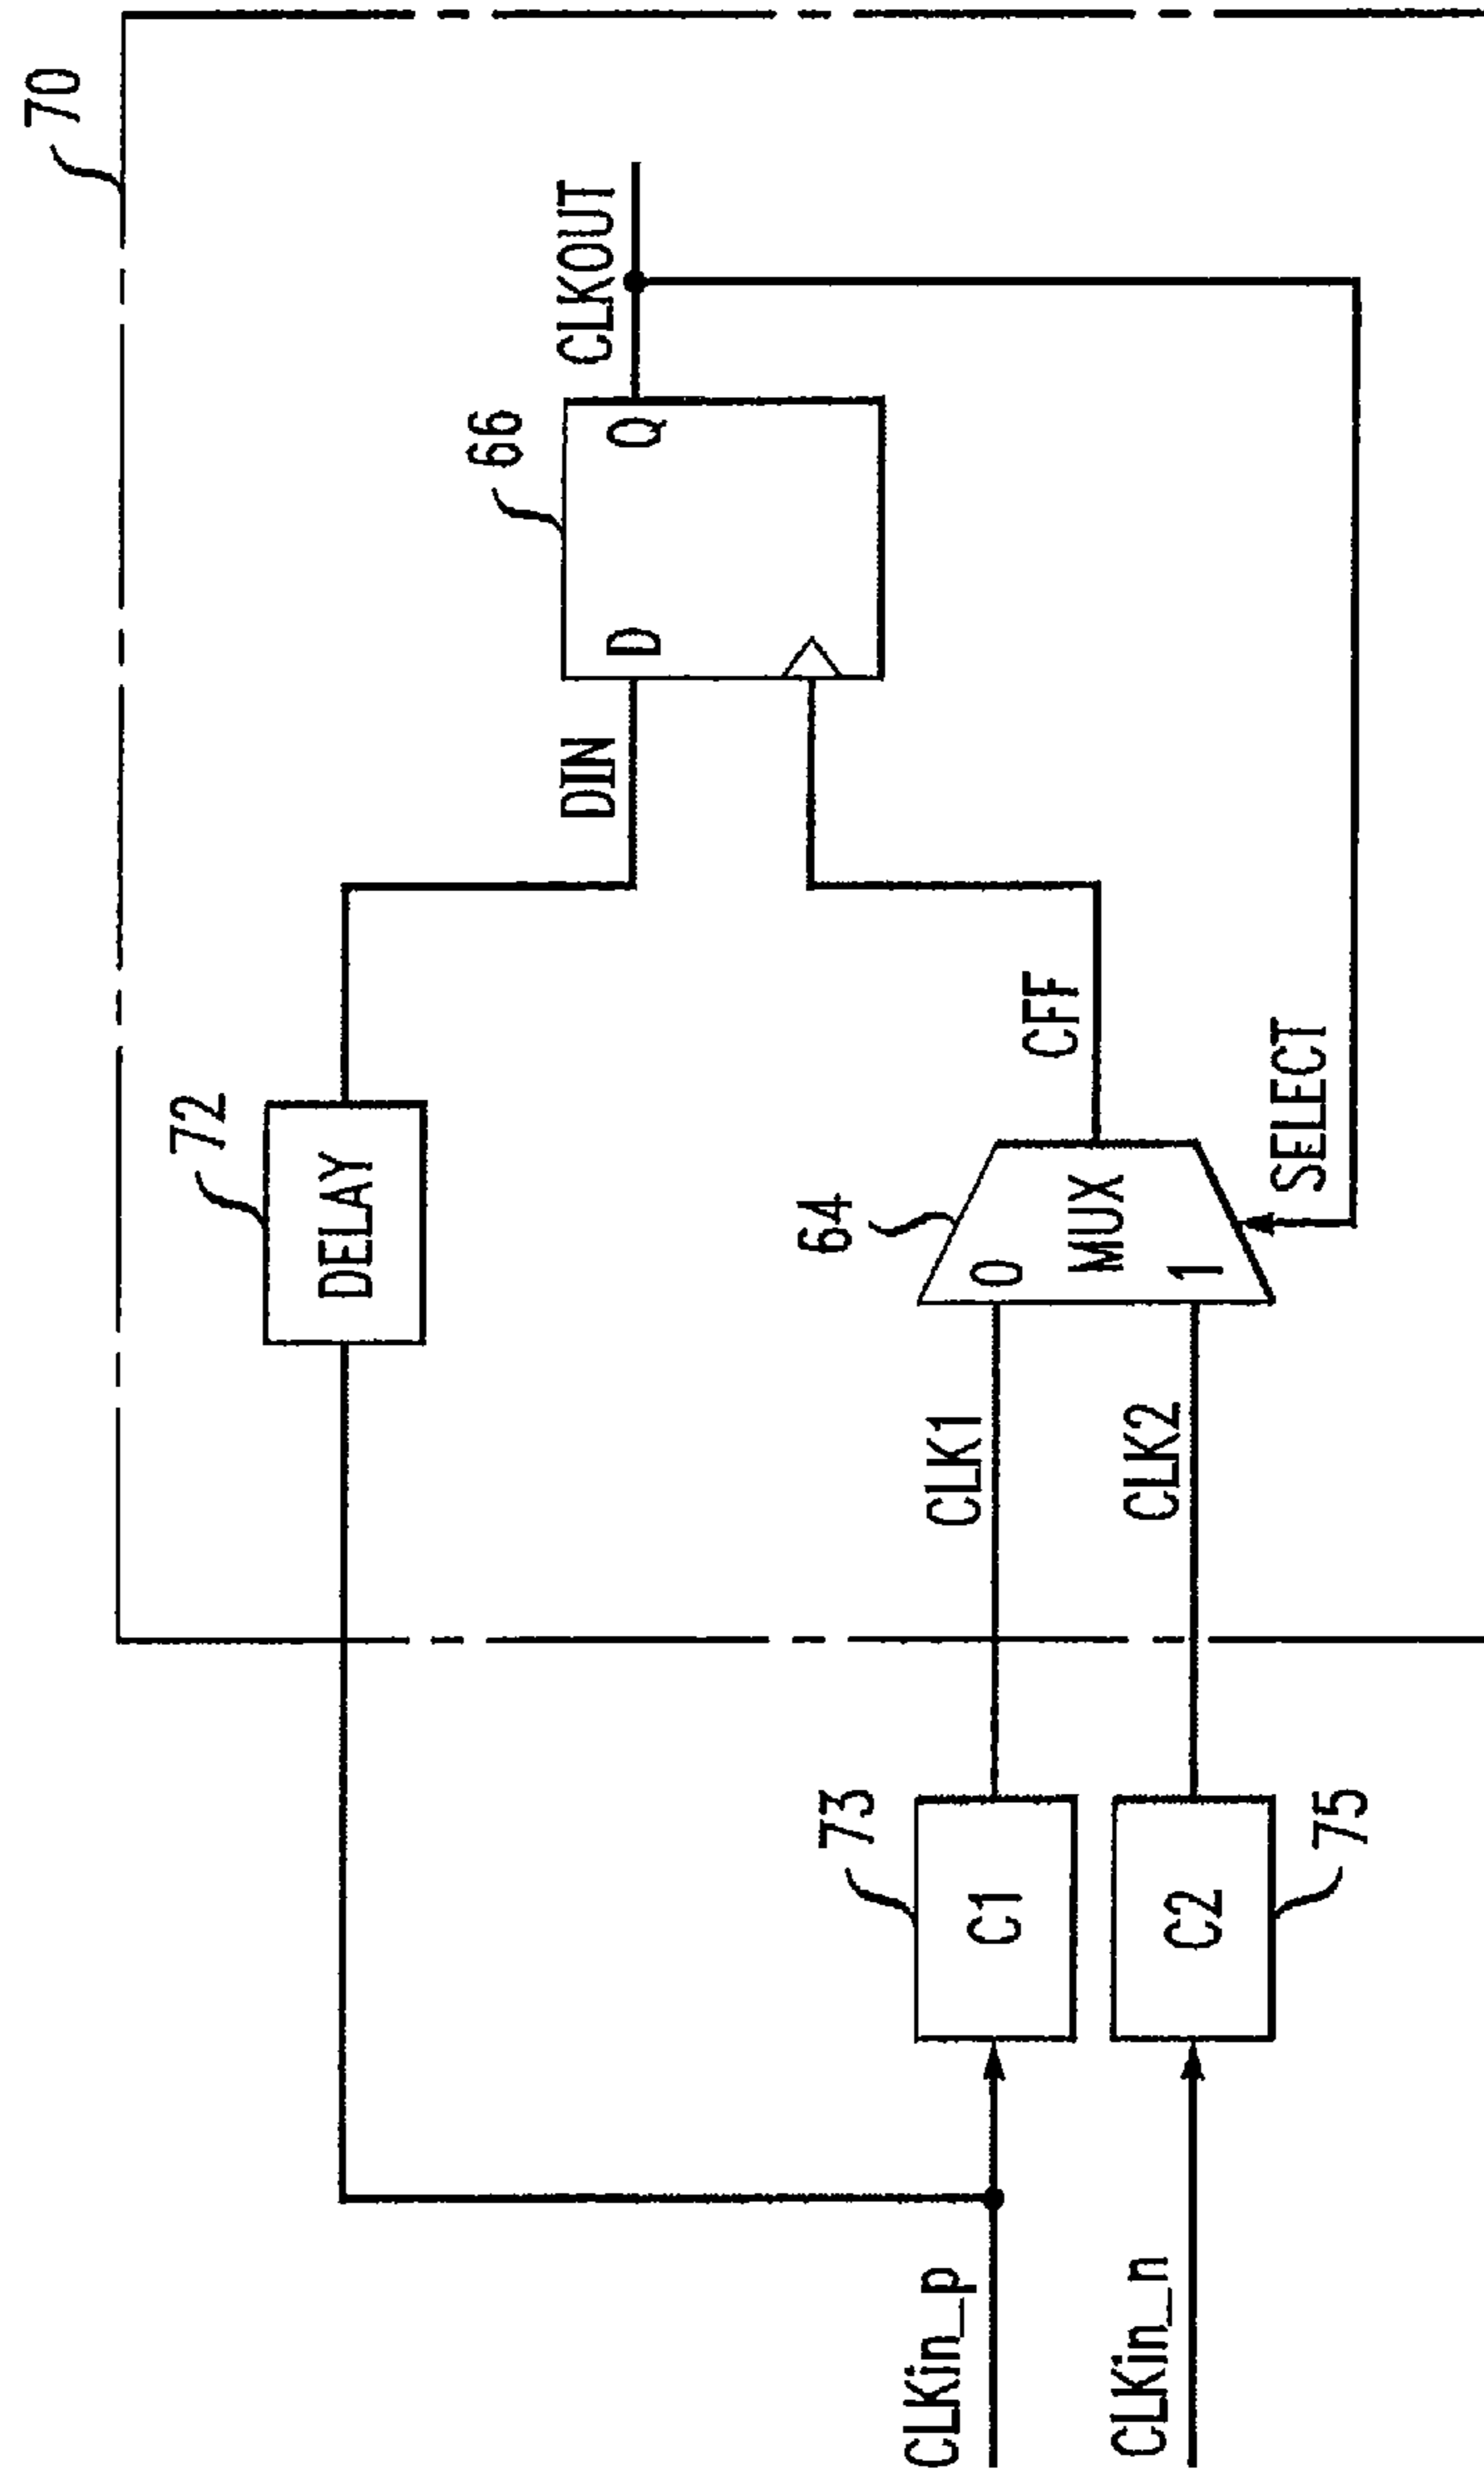 70
72
DELAY
66
D
Q
DIN
CLKOUT
64
0
MUX
1
CFF
SELECT
CLK1
CLK2
73
C1
C2
75
CLKin_p
CLKin_n